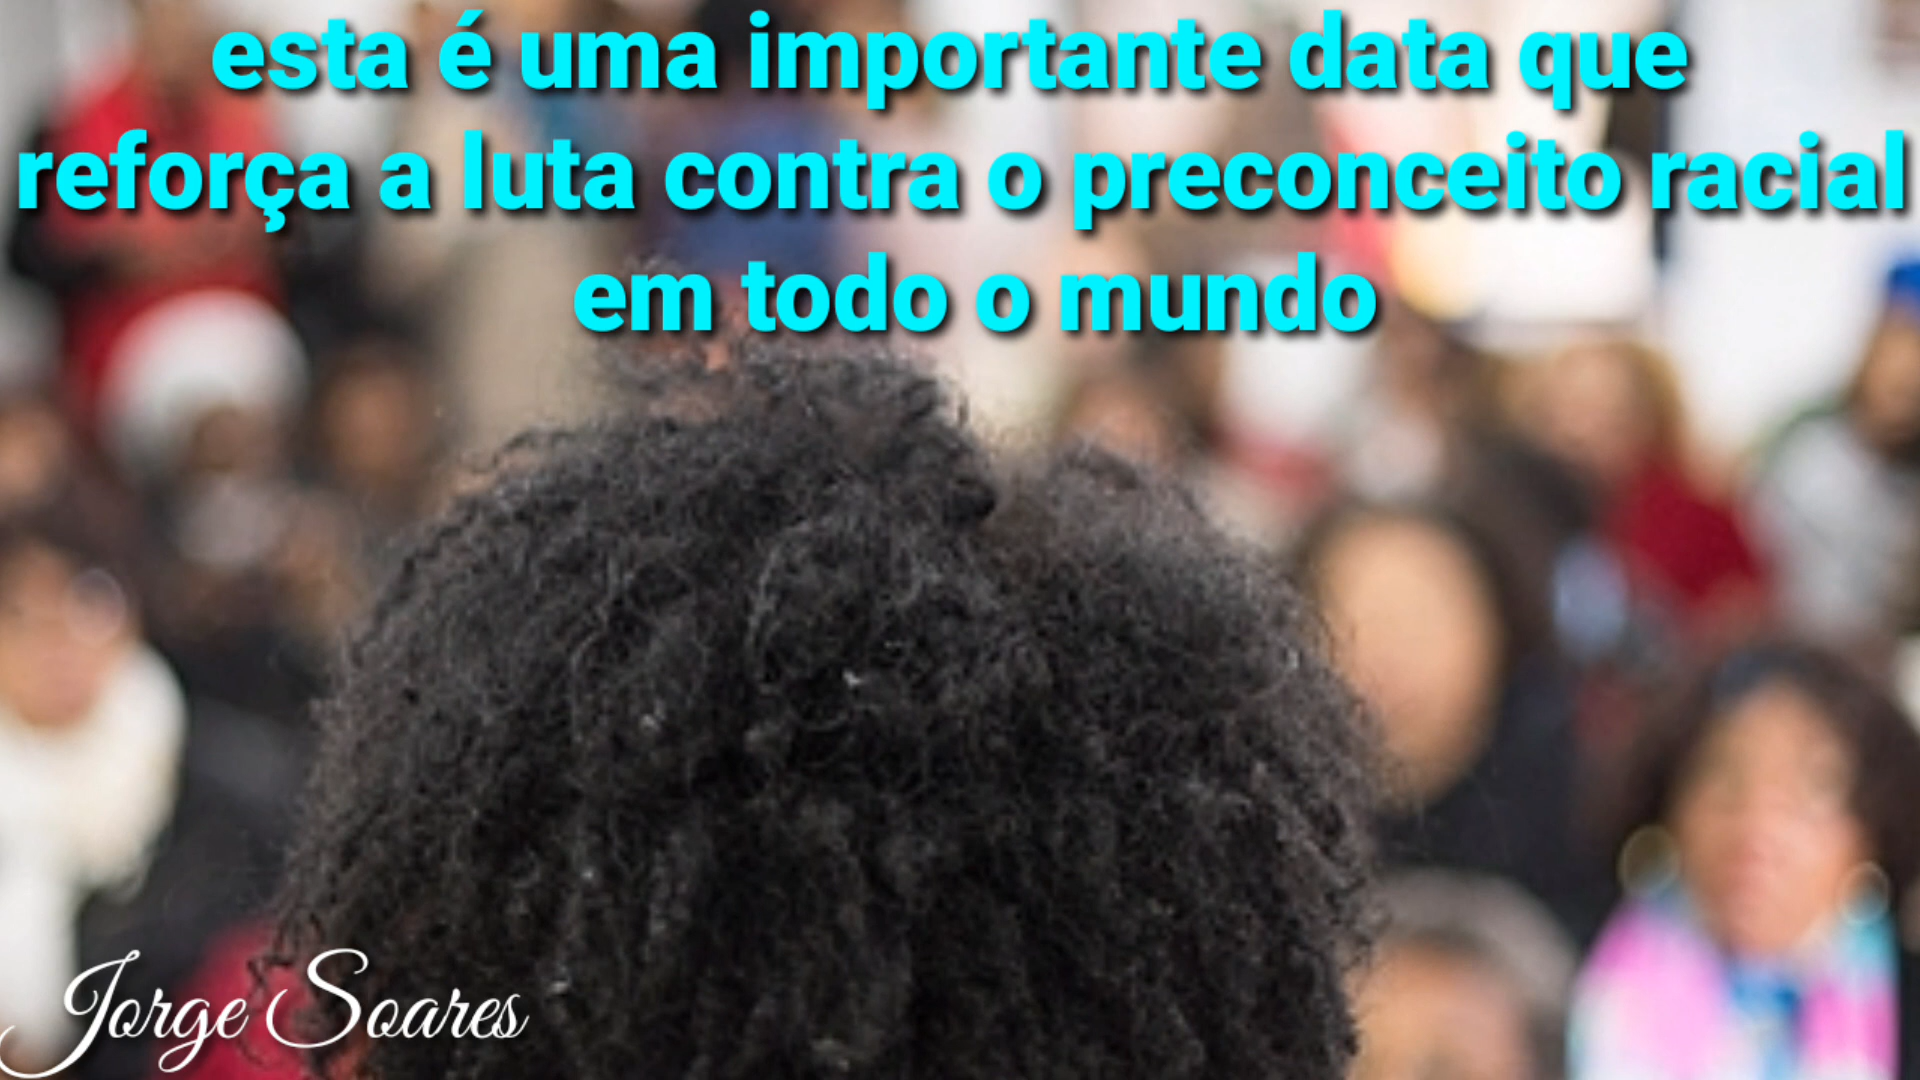 esta é uma importante data que
reforça a luta contra o preconceito racial
em todo o mundo
Jorge Soares